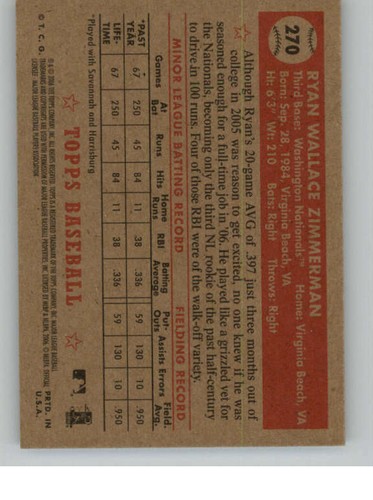 270
RYAN WALLACE ZIMMERMAN
Third Base: Washington Nationals™ Home: Virginia Beach, VA
Born: Sep. 28, 1984, Virginia Beach, VA
Ht: 6'3" Wt: 210 Bats: Right Throws: Right
Although Ryan's 20-game AVG of .397 just three months out of
college in 2005 was reason to get excited, no one knew if he was
seasoned enough for a full-time job in '06. He played like a grizzled vet for
the Nationals, becoming only the third NL rookie of the past half-century
to drive in 100 runs. Four of those RBI were of the walk-off variety.
MINOR LEAGUE BATTING RECORD FIELDING RECORD
Games At Bat Runs Hits Home Runs RBI Batting Average Put-Outs Assists Errors Field. Avg.
*PAST YEAR 67 250 45 84 11 38 .336 59 130 10 .950
LIFE-TIME 67 250 45 84 11 38 .336 59 130 10 .950
*Played with Savannah and Harrisburg
TOPPS BASEBALL
© T. C. G.
PRTD. IN
U.S.A.